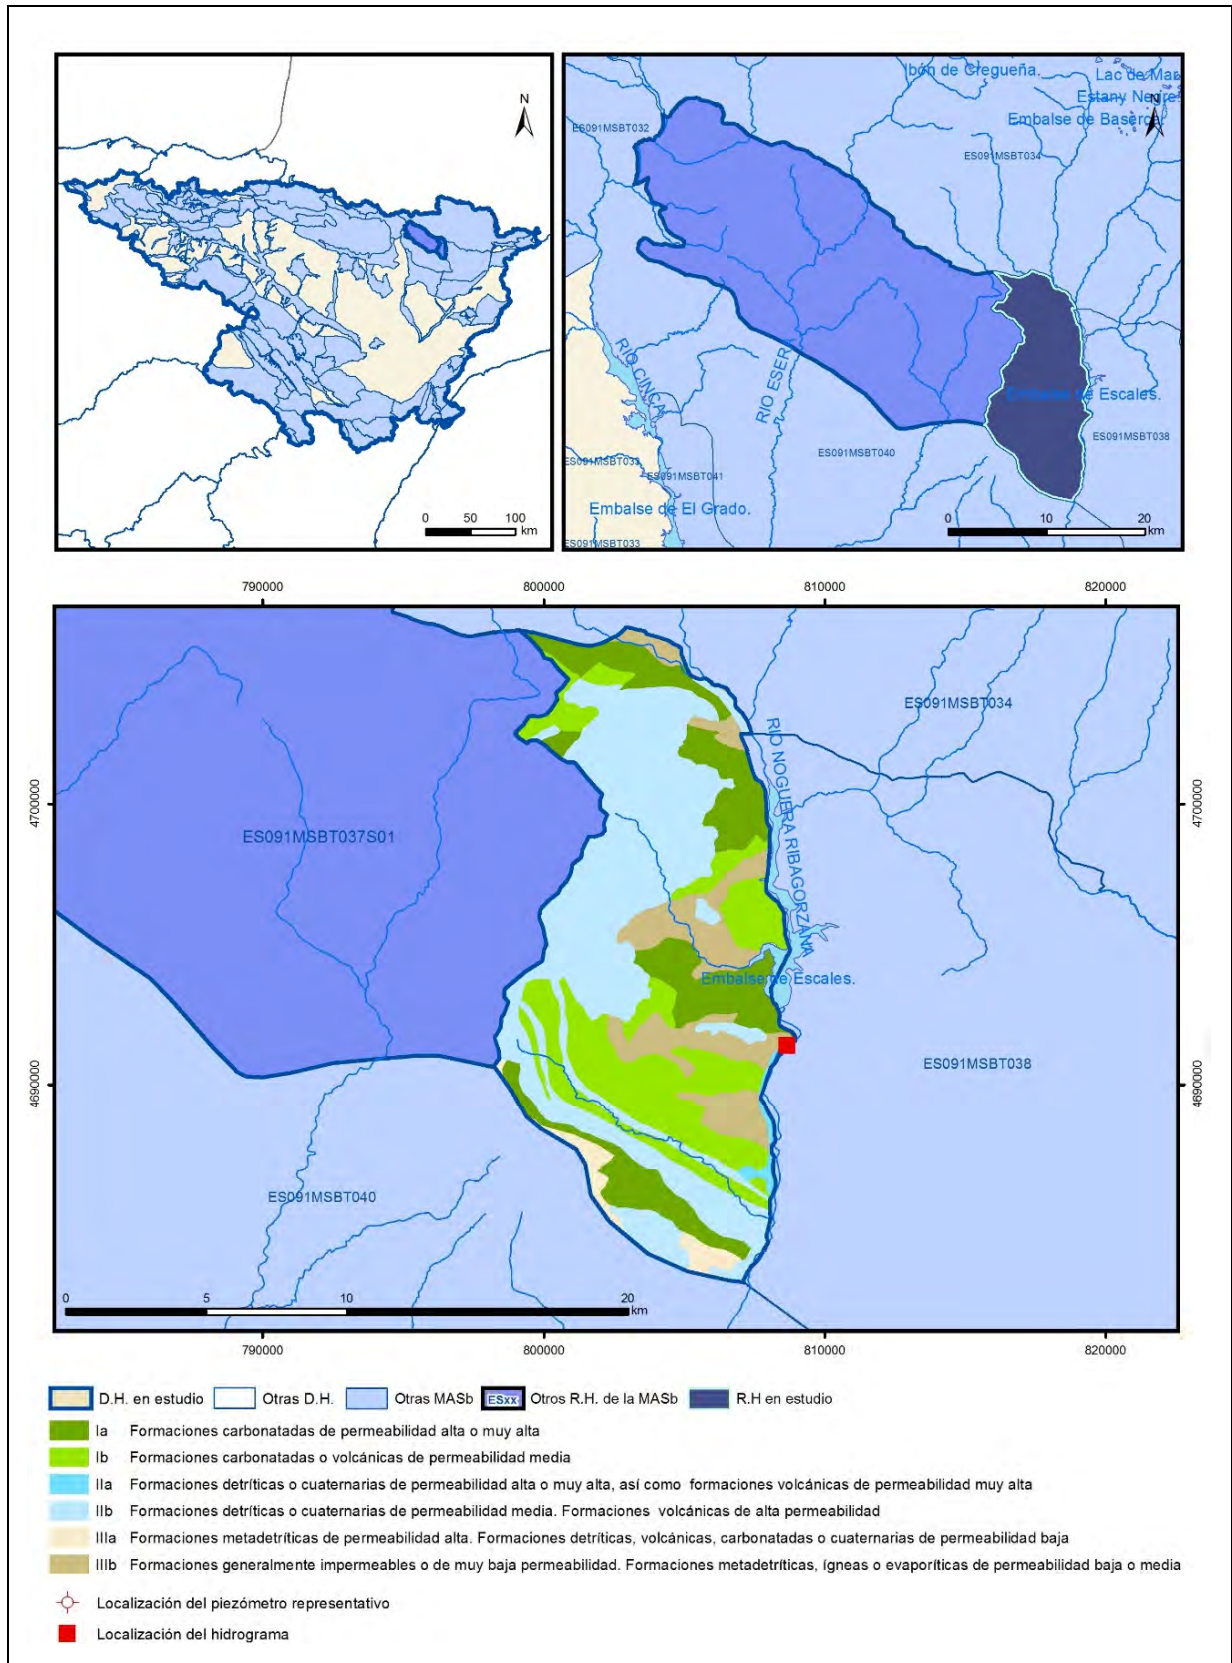 N
0 50 100
km
Ibón de Cregueña.
Lac de Mar
Estany Negre.
Embalse de Baserca.
N
ES091MSBT032
ES091MSBT034
RIO CINCA
RIO ESERA
Embalse de Escales.
ES091MSBT038
ES091MSBT040
ES091MSBT033
ES091MSBT041
Embalse de El Grado.
ES091MSBT033
0 10 20
km
790000 800000 810000 820000
4700000 4700000
4690000 4690000
ES091MSBT034
RIO NOGUERA RIBAGORZANA
ES091MSBT037S01
Embalse de Escales.
ES091MSBT038
ES091MSBT040
0 5 10 20
km
790000 800000 810000 820000
D.H. en estudio Otras D.H. Otras MASb ESxx Otros R.H. de la MASb R.H en estudio
Ia Formaciones carbonatadas de permeabilidad alta o muy alta
Ib Formaciones carbonatadas o volcánicas de permeabilidad media
IIa Formaciones detríticas o cuaternarias de permeabilidad alta o muy alta, así como formaciones volcánicas de permeabilidad muy alta
IIb Formaciones detríticas o cuaternarias de permeabilidad media. Formaciones volcánicas de alta permeabilidad
IIIa Formaciones metadetríticas de permeabilidad alta. Formaciones detríticas, volcánicas, carbonatadas o cuaternarias de permeabilidad baja
IIIb Formaciones generalmente impermeables o de muy baja permeabilidad. Formaciones metadetríticas, ígneas o evaporíticas de permeabilidad baja o media
Localización del piezómetro representativo
Localización del hidrograma